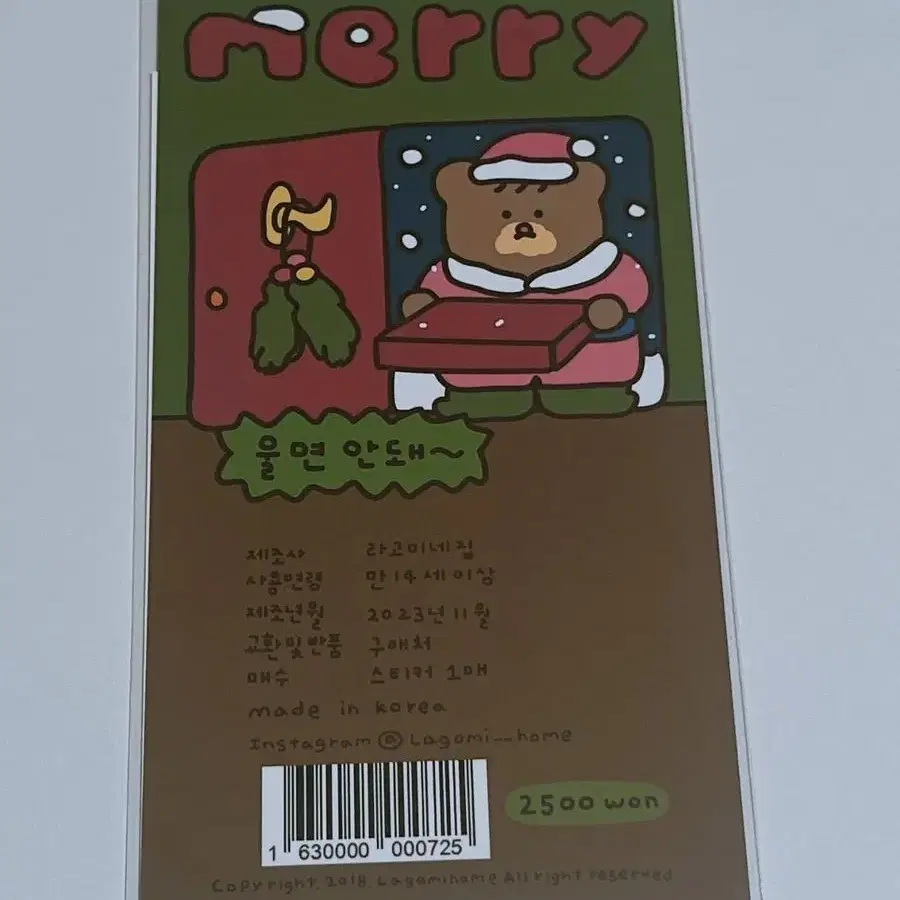 merry
울면 안돼~
제조사 라고미네집
사용연령 만14세이상
제조년월 2023년11월
교환및반품 구매처
매수 스티커 1매
made in korea
Instagram @Lagomi__home
2500 won
1 630000 000725
Copyright. 2018. Lagomihome All right reserved